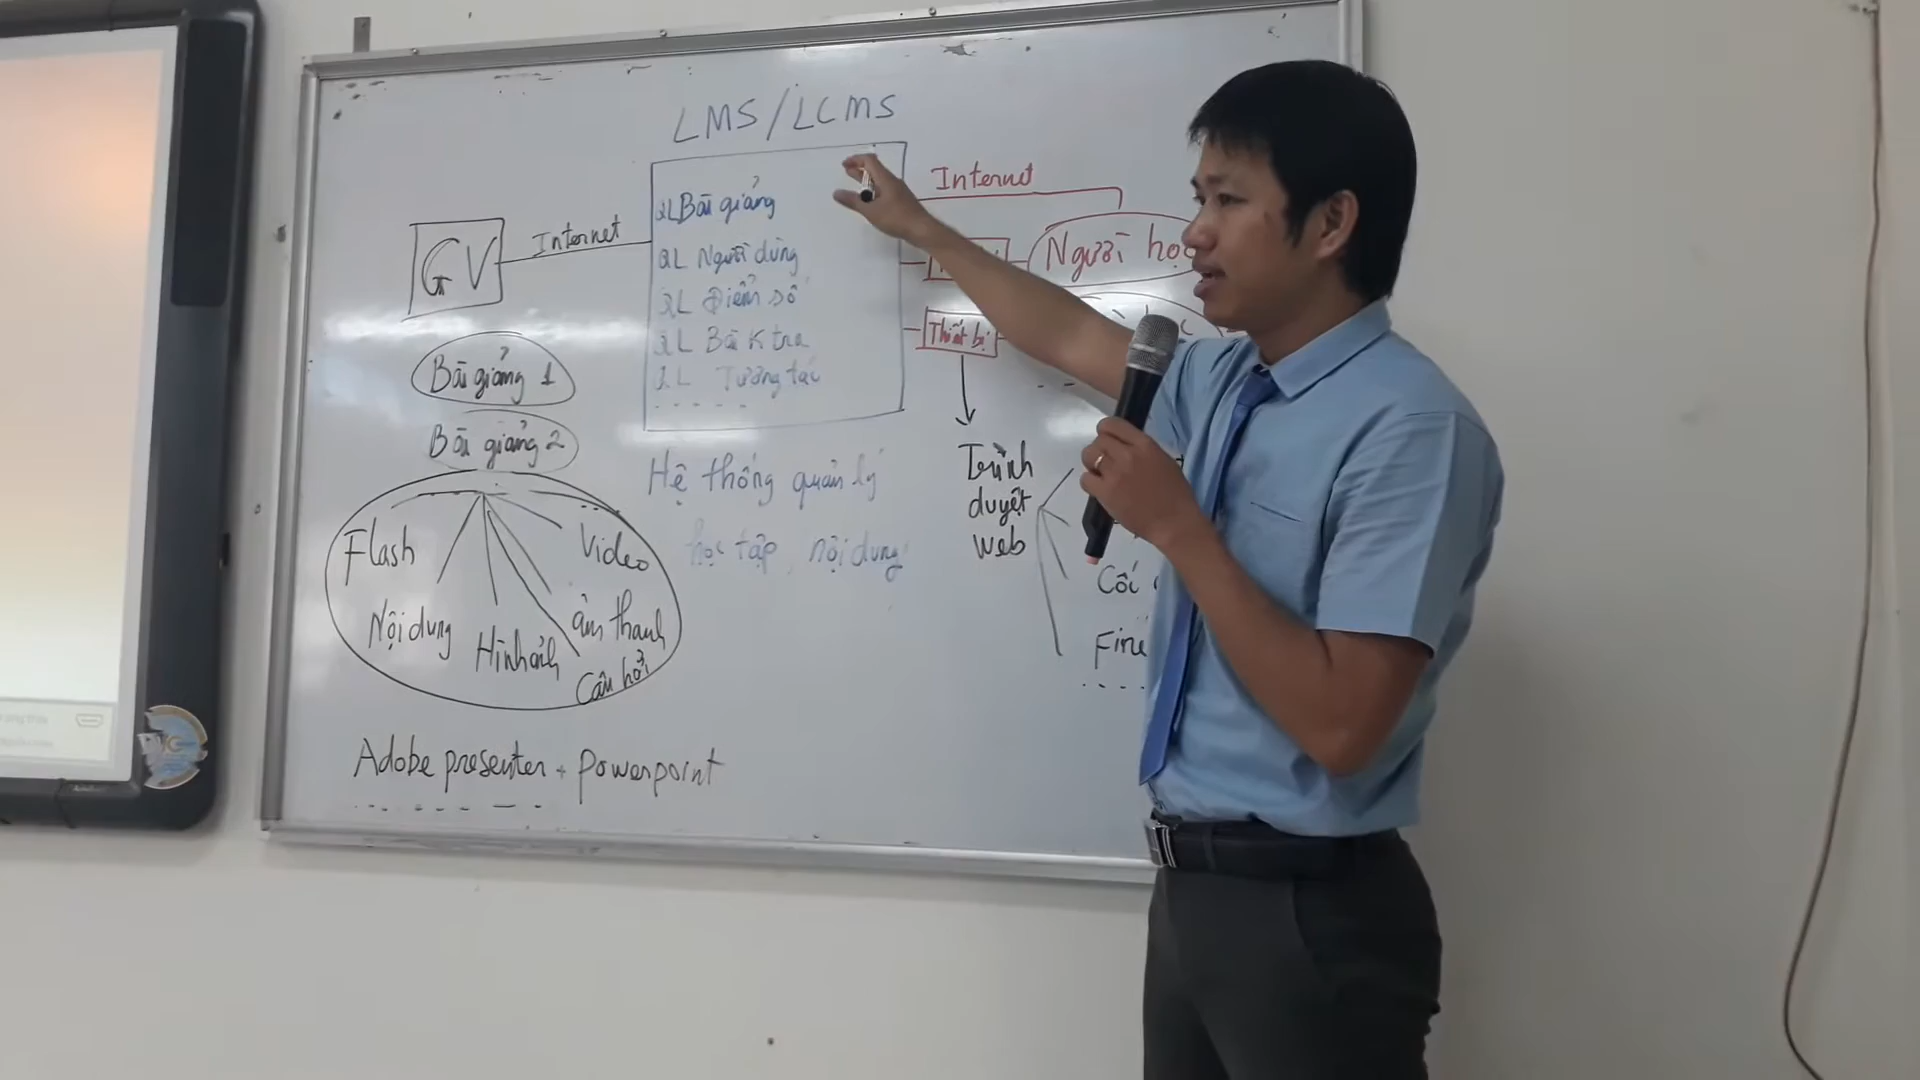 LMS/LCMS
GV
Internet
QL Bài giảng
QL Người dùng
QL Điểm số
QL Bài Ktra
QL Tương tác
Internet
Người học
Thiết bị
Bài giảng 1
Bài giảng 2
Flash
Video
Nội dung
Hình ảnh
âm thanh
Câu hỏi
Hệ thống quản lý
học tập, nội dung
Trình
duyệt
web
Cốc
Fire
Adobe presenter + Powerpoint